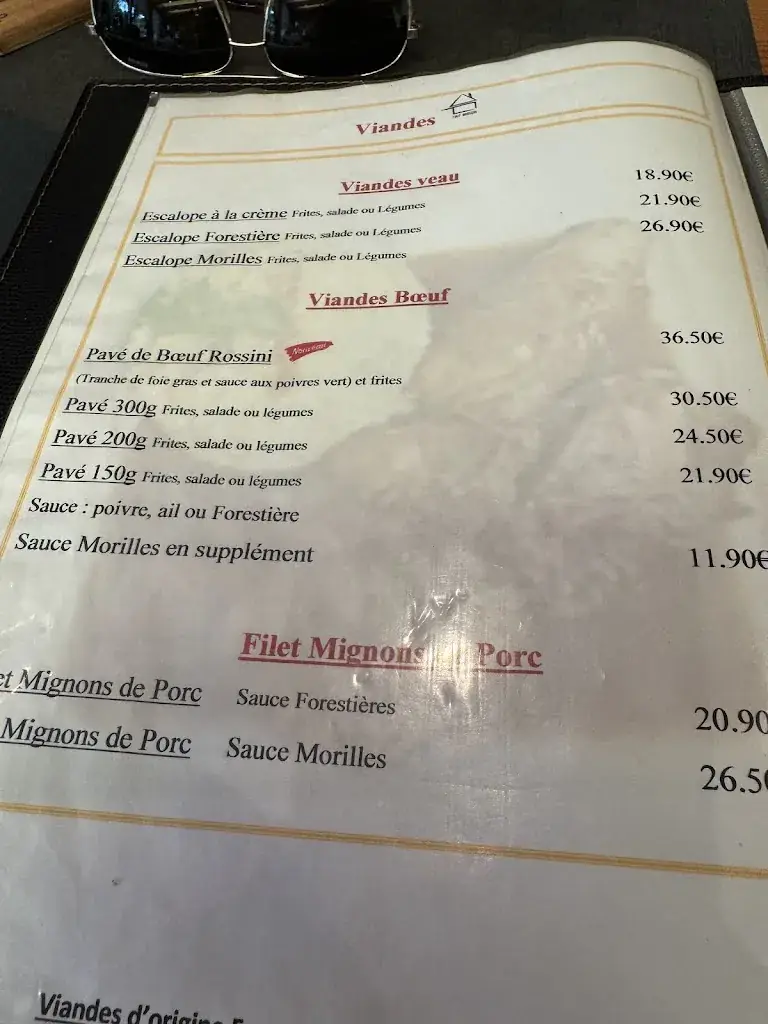 Viandes
Viandes veau
Escalope à la crème Frites, salade ou Légumes 18.90€
Escalope Forestière Frites, salade ou Légumes 21.90€
Escalope Morilles Frites, salade ou Légumes 26.90€
Viandes Bœuf
Pavé de Bœuf Rossini Nouveau 36.50€
(Tranche de foie gras et sauce aux poivres vert) et frites
Pavé 300g Frites, salade ou légumes 30.50€
Pavé 200g Frites, salade ou légumes 24.50€
Pavé 150g Frites, salade ou légumes 21.90€
Sauce : poivre, ail ou Forestière
Sauce Morilles en supplément 11.90€
Filet Mignons Porc
et Mignons de Porc Sauce Forestières 20.90
Mignons de Porc Sauce Morilles 26.50
Viandes d'origine